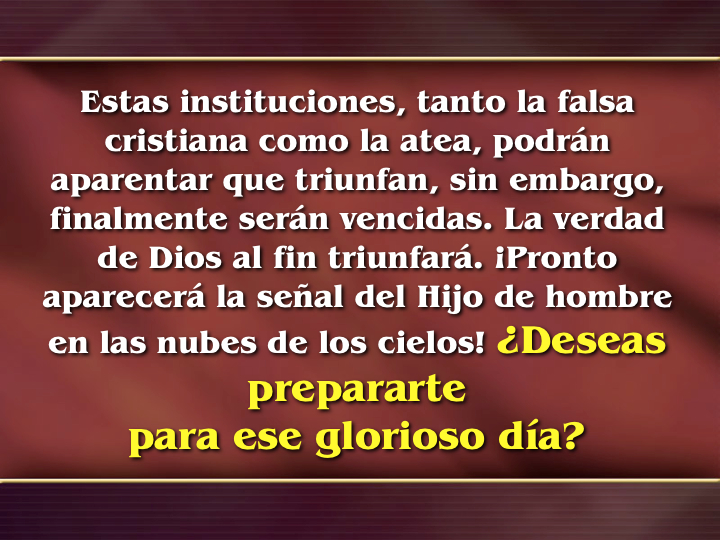 Estas instituciones, tanto la falsa
cristiana como la atea, podrán
aparentar que triunfan, sin embargo,
finalmente serán vencidas. La verdad
de Dios al fin triunfará. ¡Pronto
aparecerá la señal del Hijo de hombre
en las nubes de los cielos! ¿Deseas
prepararte
para ese glorioso día?